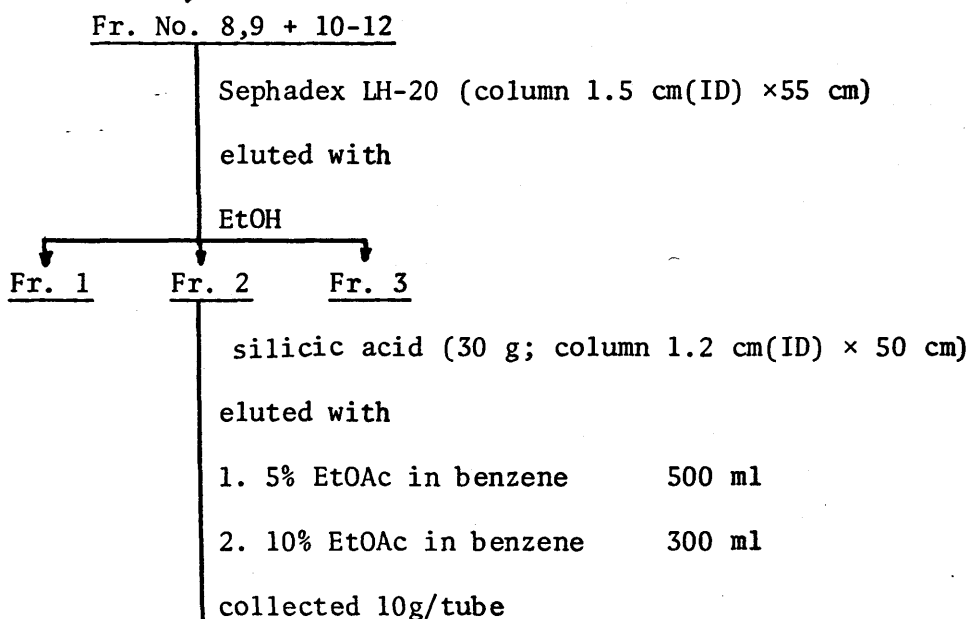 Fr. No. 8,9 + 10-12
Sephadex LH-20 (column 1.5 cm(ID) ×55 cm)
eluted with
EtOH
Fr. 1 Fr. 2 Fr. 3
silicic acid (30 g; column 1.2 cm(ID) × 50 cm)
eluted with
1. 5% EtOAc in benzene 500 ml
2. 10% EtOAc in benzene 300 ml
collected 10g/tube